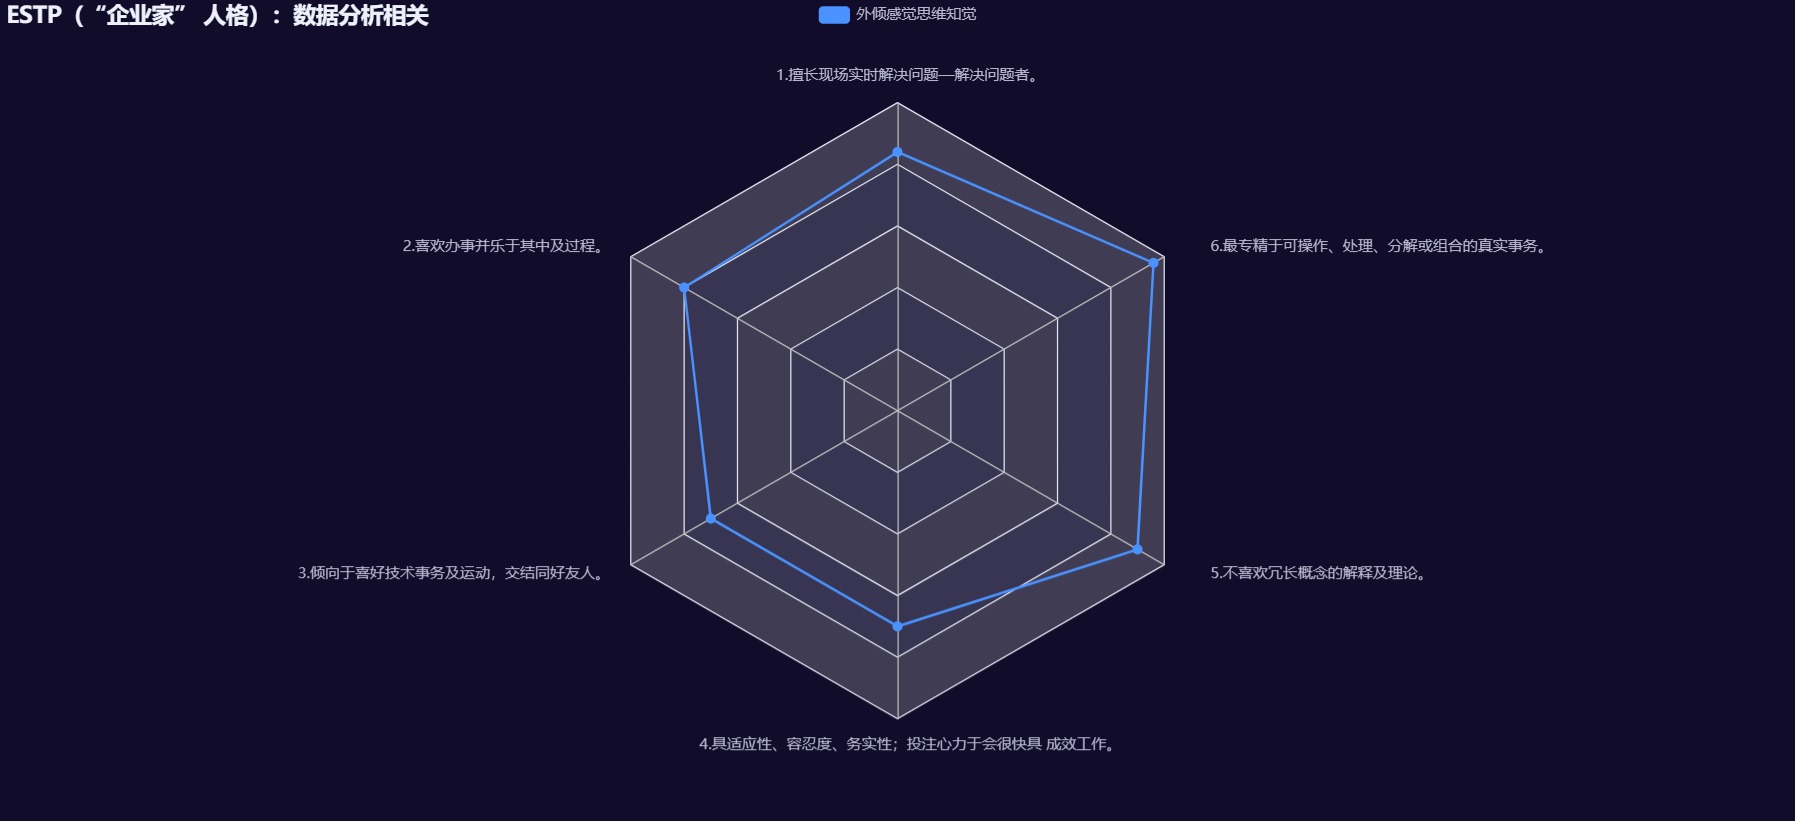 ESTP（“企业家” 人格）：数据分析相关
外倾感觉思维知觉
1.擅长现场实时解决问题—解决问题者。
2.喜欢办事并乐于其中及过程。
6.最专精于可操作、处理、分解或组合的真实事务。
3.倾向于喜好技术事务及运动，交结同好友人。
5.不喜欢冗长概念的解释及理论。
4.具适应性、容忍度、务实性；投注心力于会很快具 成效工作。